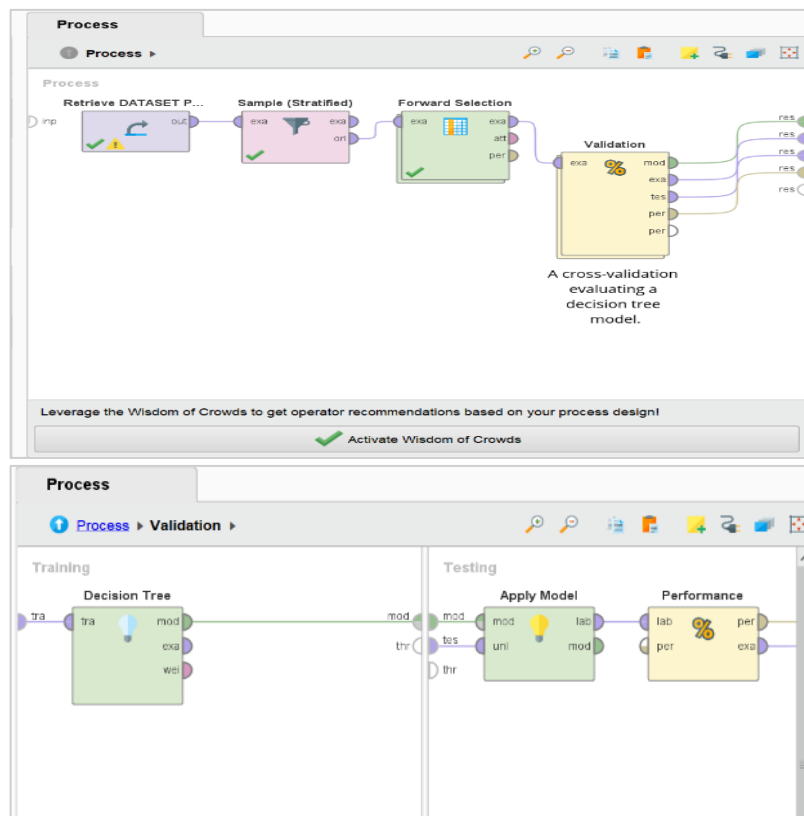 Process
Process
Process
Retrieve DATASET P... Sample (Stratified) Forward Selection
inp out exa exa exa exa res
ori att res
per Validation res
exa mod res
exa res
tes
per
per
A cross-validation
evaluating a
decision tree
model.
Leverage the Wisdom of Crowds to get operator recommendations based on your process design!
Activate Wisdom of Crowds
Process
Process Validation
Training Testing
Decision Tree Apply Model Performance
tra tra mod mod mod mod lab lab per
exa thr tes unl mod per exa
wei thr